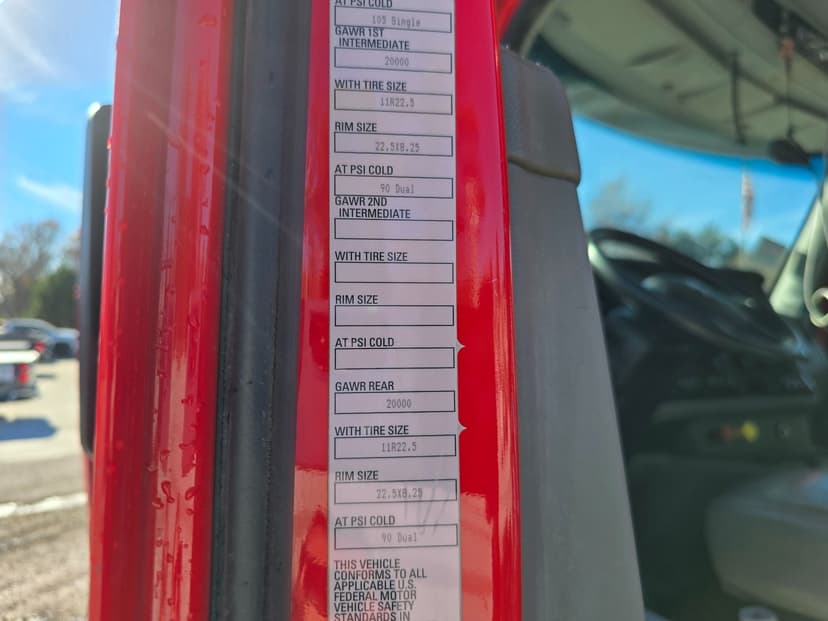 AT PSI COLD
105 Single
GAWR 1ST
INTERMEDIATE
20000
WITH TIRE SIZE
11R22.5
RIM SIZE
22.5X8.25
AT PSI COLD
90 Dual
GAWR 2ND
INTERMEDIATE
WITH TIRE SIZE
RIM SIZE
AT PSI COLD
GAWR REAR
20000
WITH TIRE SIZE
11R22.5
RIM SIZE
22.5X8.25
AT PSI COLD
90 Dual
THIS VEHICLE
CONFORMS TO ALL
APPLICABLE U.S.
FEDERAL MOTOR
VEHICLE SAFETY
STANDARDS IN